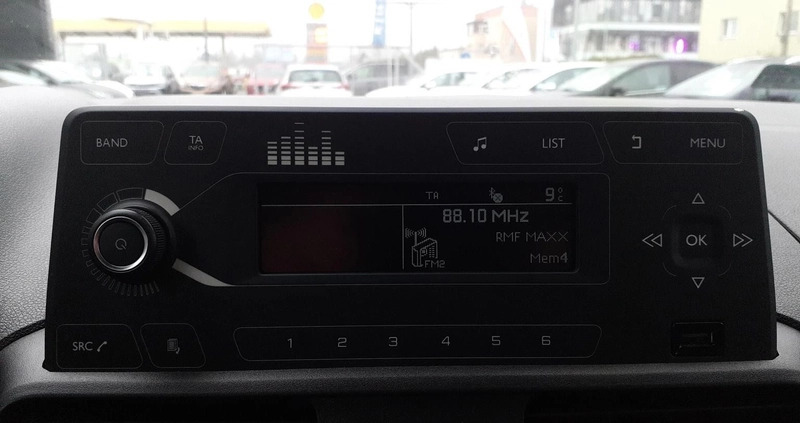 BAND
TA
INFO
LIST
MENU
TA
9°C
88.10 MHz
RMF MAXX
FM2
Mem4
OK
SRC
1 2 3 4 5 6